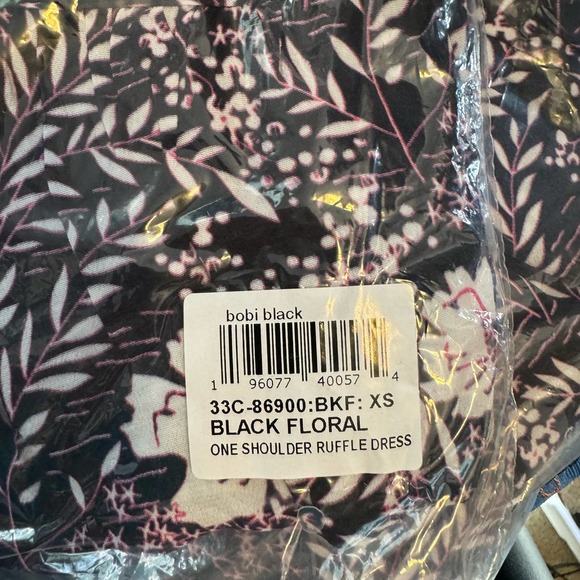 bobi black
1 96077 40057 4
33C-86900:BKF: XS
BLACK FLORAL
ONE SHOULDER RUFFLE DRESS